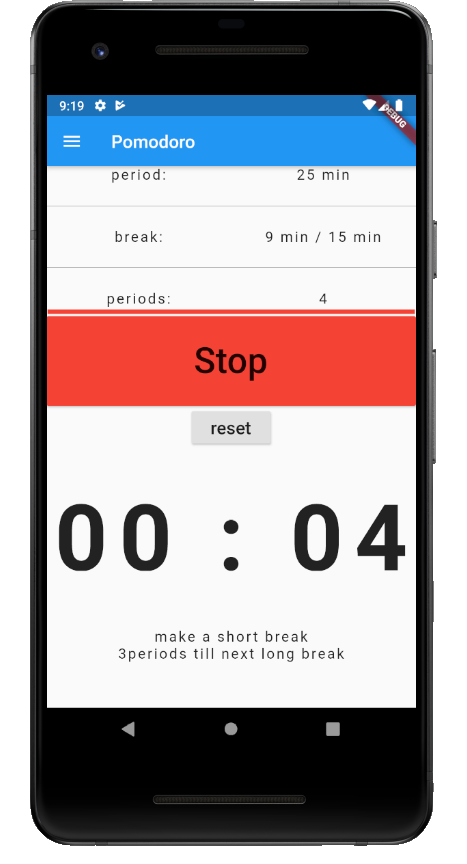 9:19
DEBUG
Pomodoro
period: 25 min
break: 9 min / 15 min
periods: 4
Stop
reset
00 : 04
make a short break
3periods till next long break